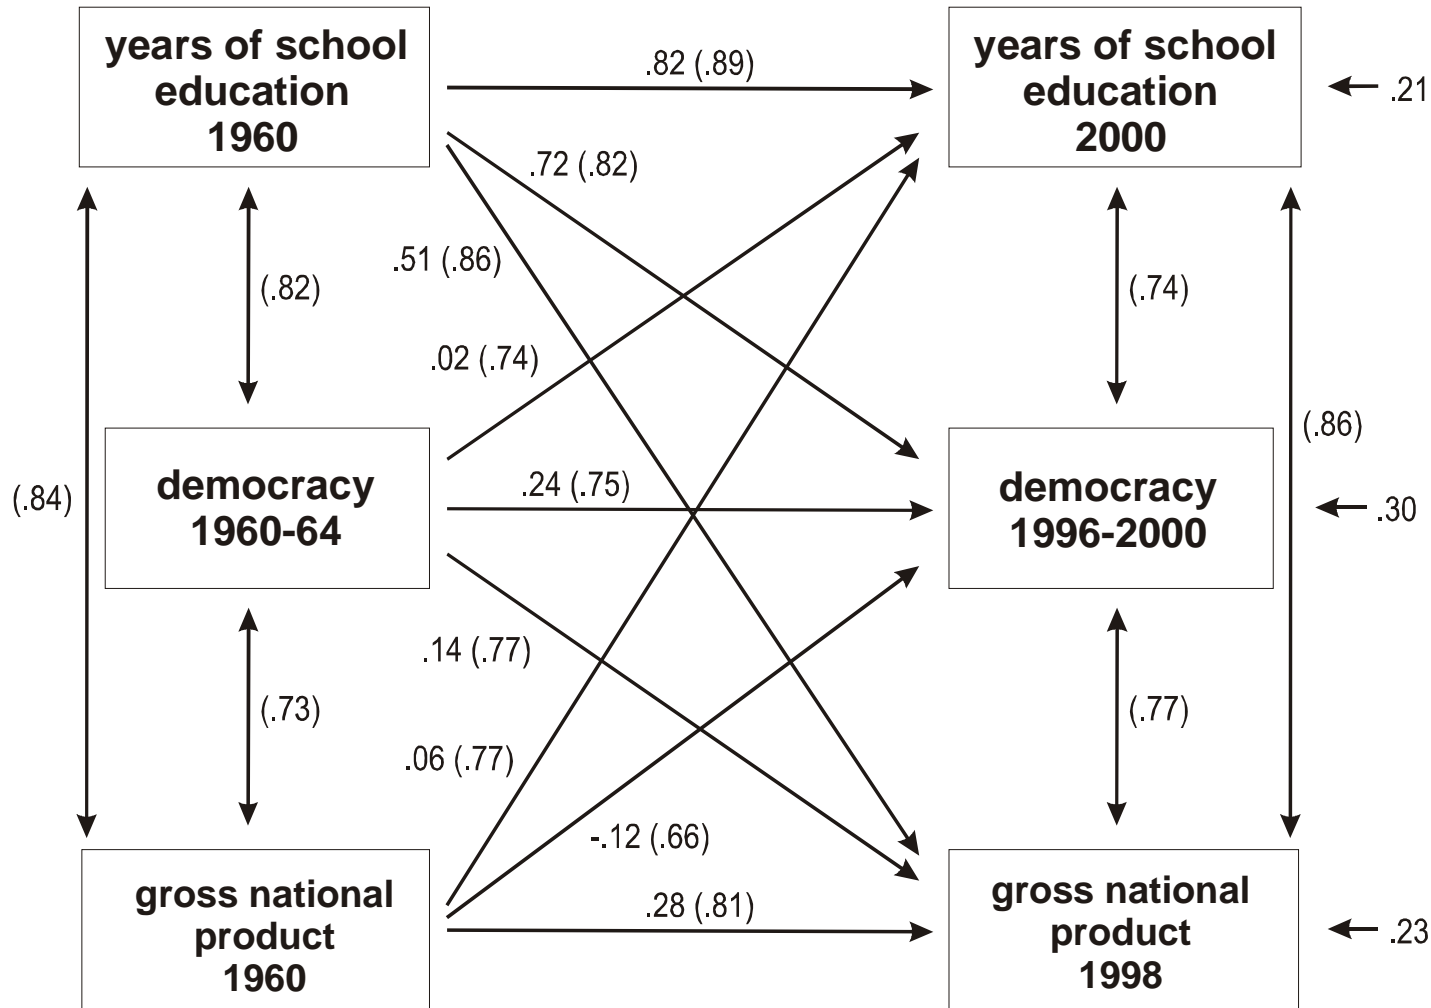 years of school
education
1960
years of school
education
2000
.82 (.89)
.21
.72 (.82)
.51 (.86)
(.82)
(.74)
.02 (.74)
(.86)
democracy
1960-64
.24 (.75)
democracy
1996-2000
(.84)
.30
.14 (.77)
(.73)
(.77)
.06 (.77)
-.12 (.66)
gross national
product
1960
.28 (.81)
gross national
product
1998
.23